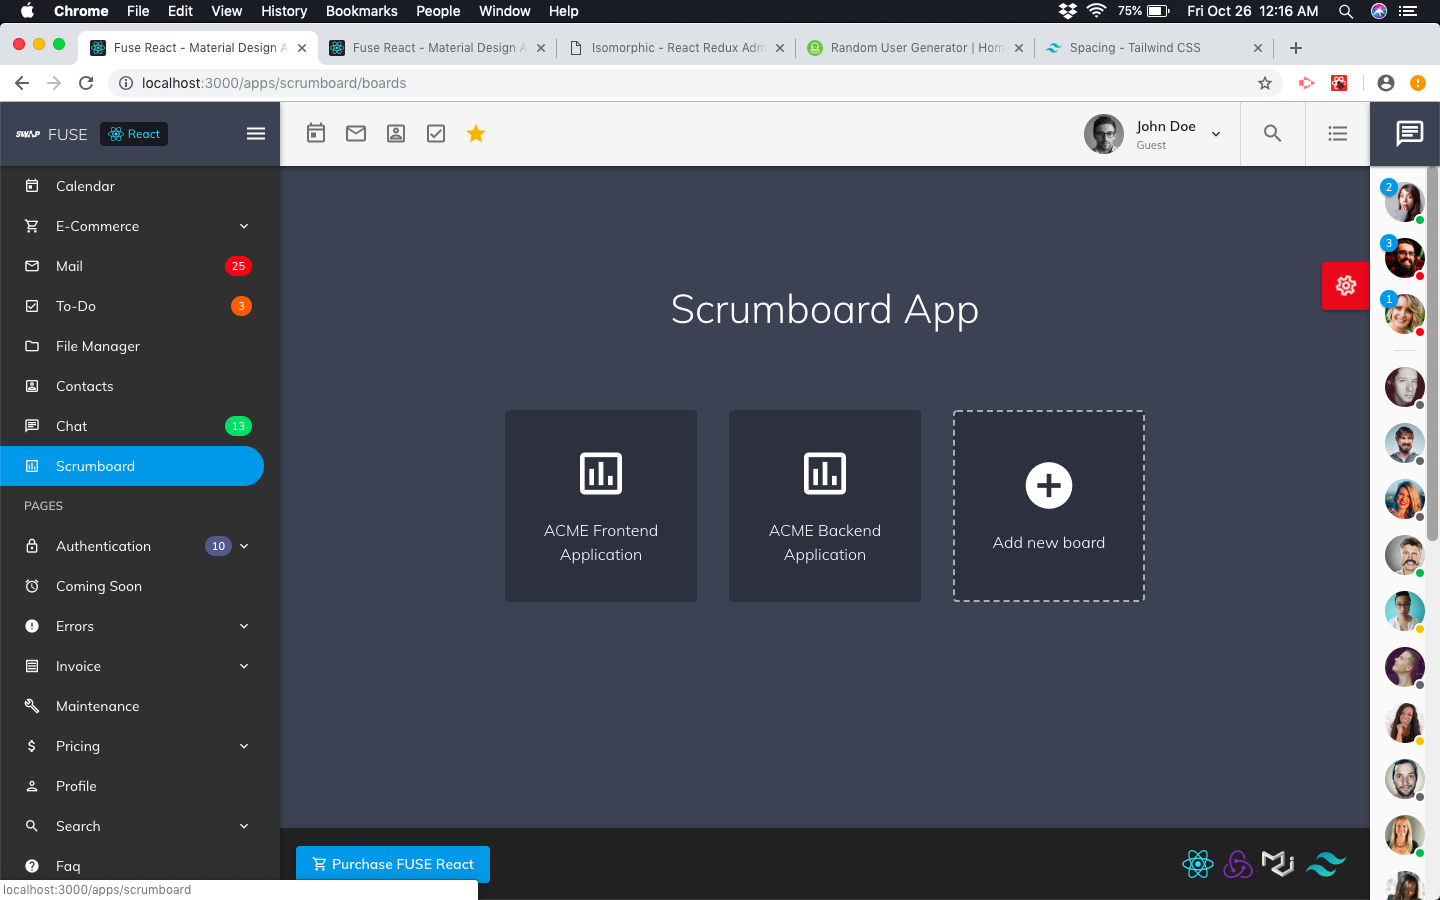 Chrome File Edit View History Bookmarks People Window Help 75% Fri Oct 26 12:16 AM
Fuse React - Material Design A Fuse React - Material Design A Isomorphic - React Redux Adm Random User Generator | Hom Spacing - Tailwind CSS
localhost:3000/apps/scrumboard/boards
SWAP FUSE React
John Doe
Guest
Calendar
E-Commerce
Mail 25
To-Do 3
File Manager
Contacts
Chat 13
Scrumboard
PAGES
Authentication 10
Coming Soon
Errors
Invoice
Maintenance
Pricing
Profile
Search
Faq
localhost:3000/apps/scrumboard
Scrumboard App
ACME Frontend
Application
ACME Backend
Application
Add new board
Purchase FUSE React
2
3
1